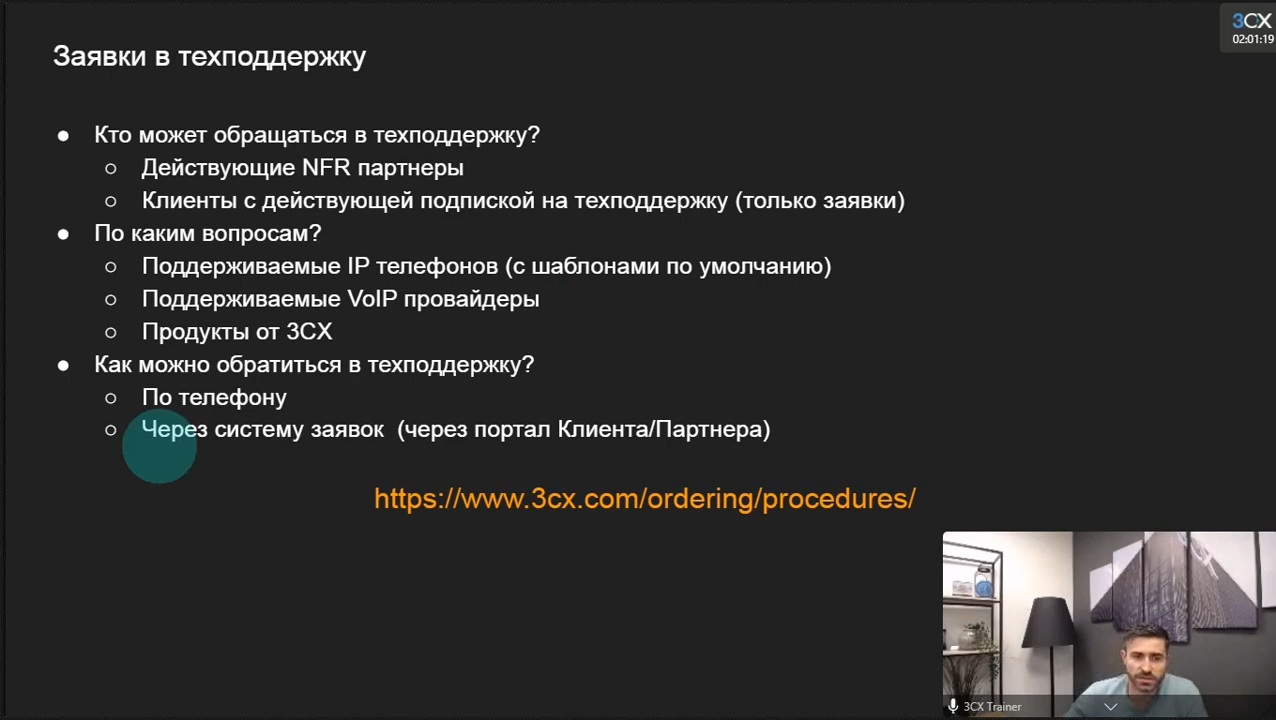 3CX
02:01:19
Заявки в техподдержку
● Кто может обращаться в техподдержку?
○ Действующие NFR партнеры
○ Клиенты с действующей подпиской на техподдержку (только заявки)
● По каким вопросам?
○ Поддерживаемые IP телефонов (с шаблонами по умолчанию)
○ Поддерживаемые VoIP провайдеры
○ Продукты от 3CX
● Как можно обратиться в техподдержку?
○ По телефону
○ Через систему заявок (через портал Клиента/Партнера)
https://www.3cx.com/ordering/procedures/
3CX Trainer